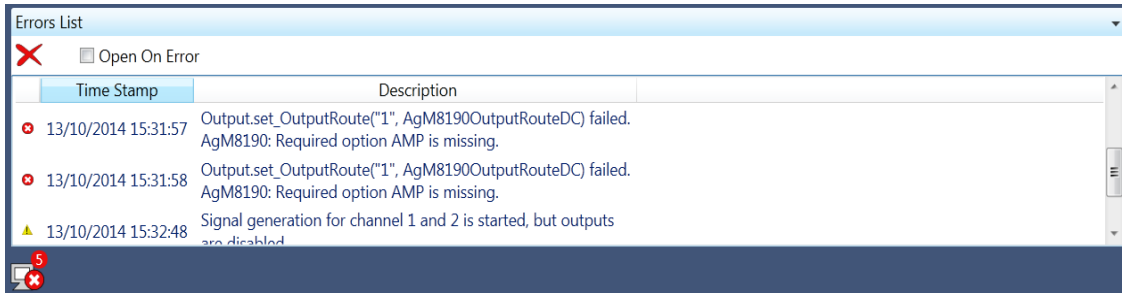 Errors List
Open On Error
Time Stamp Description
13/10/2014 15:31:57 Output.set_OutputRoute("1", AgM8190OutputRouteDC) failed.
AgM8190: Required option AMP is missing.
13/10/2014 15:31:58 Output.set_OutputRoute("1", AgM8190OutputRouteDC) failed.
AgM8190: Required option AMP is missing.
13/10/2014 15:32:48 Signal generation for channel 1 and 2 is started, but outputs
are disabled
5